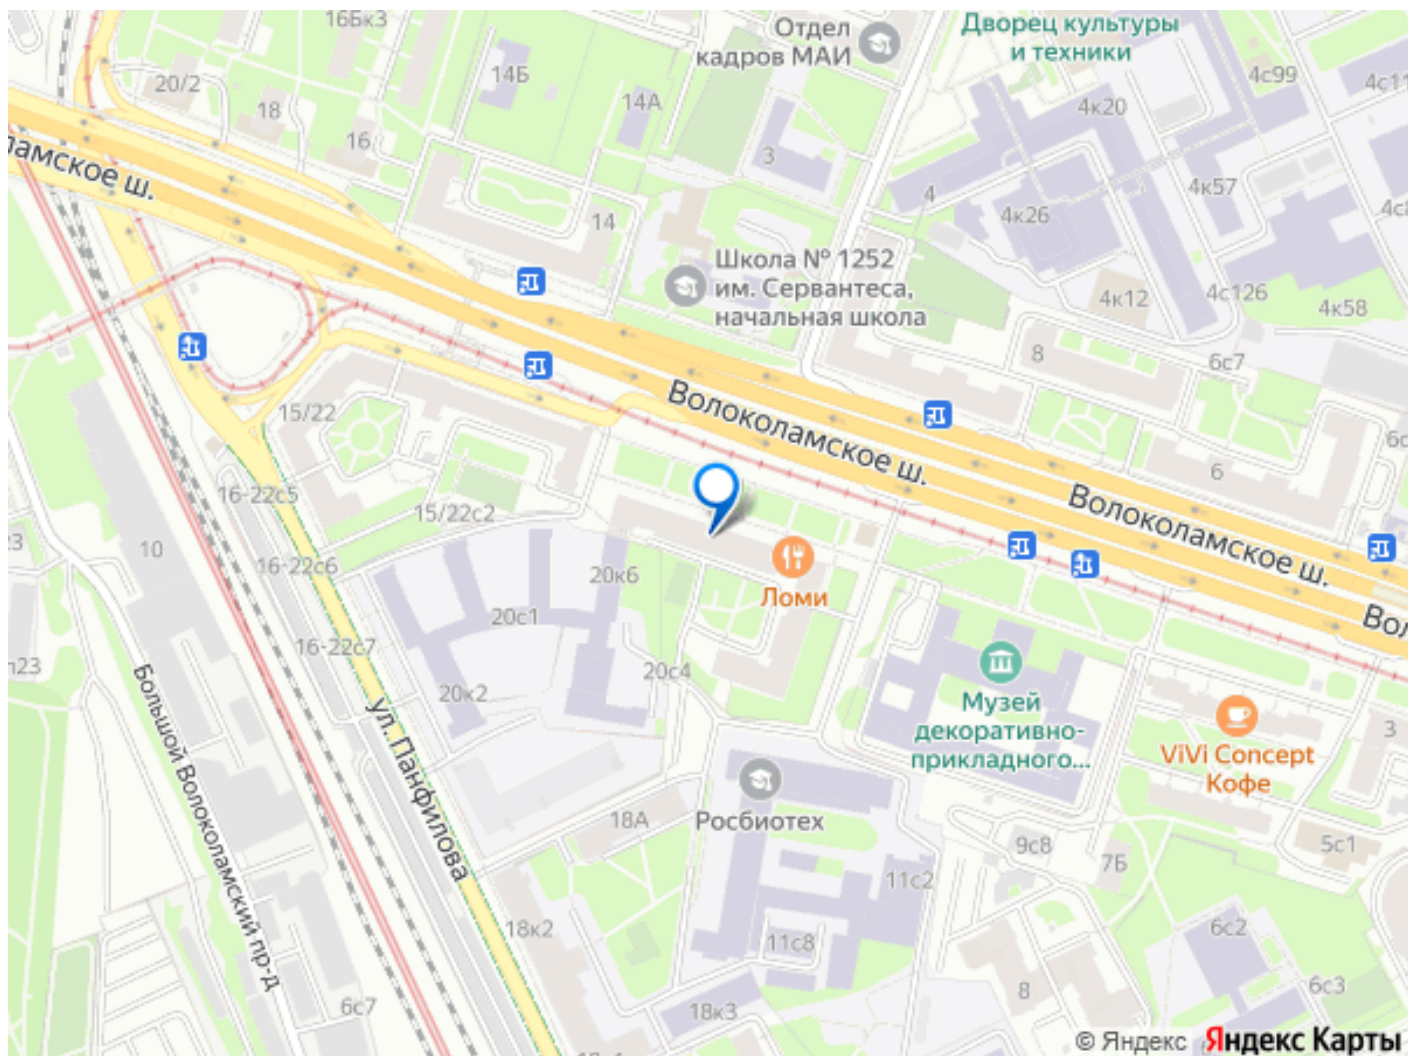 16Бк3
Отдел
кадров МАИ
Дворец культуры
и техники
14Б
14А
20/2
18
16
3
4к20
4с99
4с11
4
4к57
4к26
14
ламское ш.
Школа № 1252
им. Сервантеса,
начальная школа
4к12
4с126
4к58
8
6с7
15/22
Волоколамское ш.
6
Волоколамское ш.
16-22с5
15/22с2
10
16-22с6
20к6
Ломи
20с1
16-22с7
20к2
20с4
Музей
декоративно-
прикладного...
ViVi Concept
Кофе
3
Большой Волоколамский пр-д
ул. Панфилова
18А
Росбиотех
9с8
7Б
5с1
11с2
18к2
11с8
6с2
8
6с3
6с7
18к3
© Яндекс Яндекс Карты